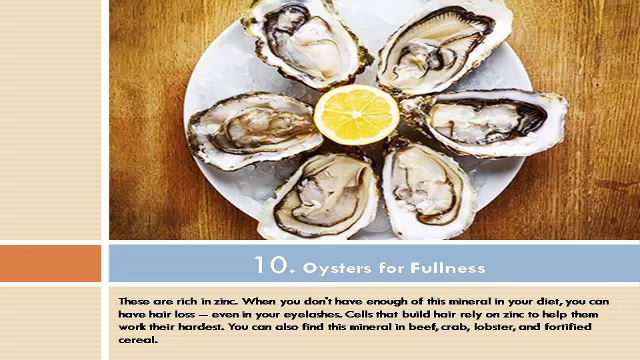 10. Oysters for Fullness
These are rich in zinc. When you don't have enough of this mineral in your diet, you can
have hair loss — even in your eyelashes. Cells that build hair rely on zinc to help them
work their hardest. You can also find this mineral in beef, crab, lobster, and fortified
cereal.